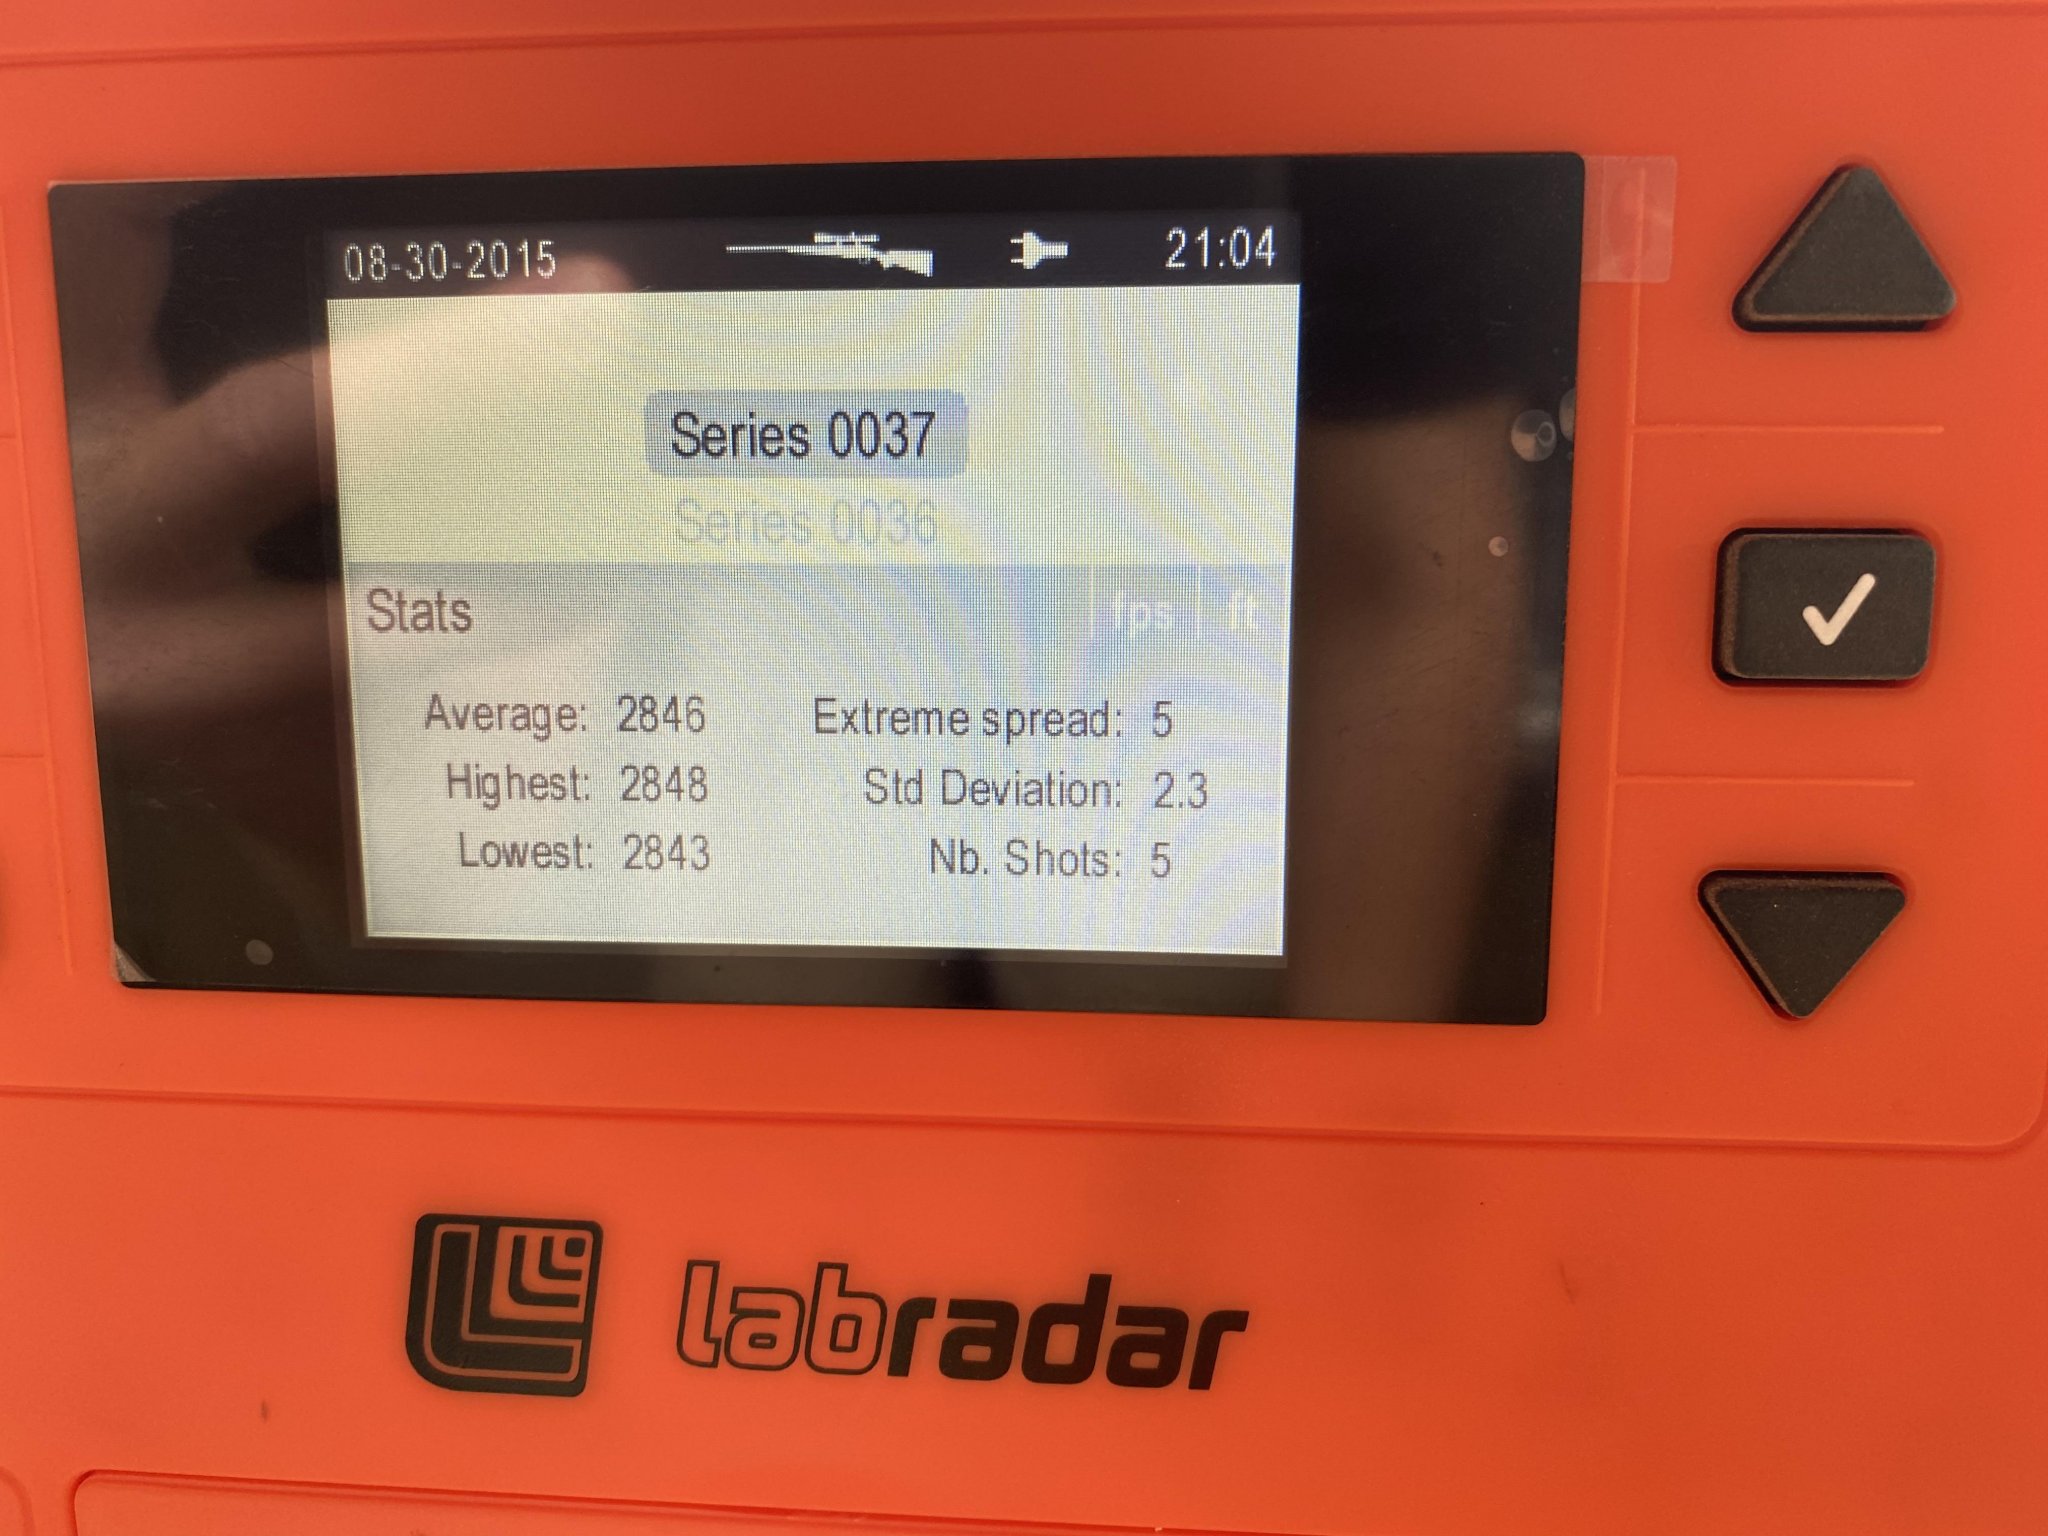 08-30-2015 21:04
Series 0037
Series 0036
Stats fps ft
Average: 2846 Extreme spread: 5
Highest: 2848 Std Deviation: 2.3
Lowest: 2843 Nb. Shots: 5
labradar